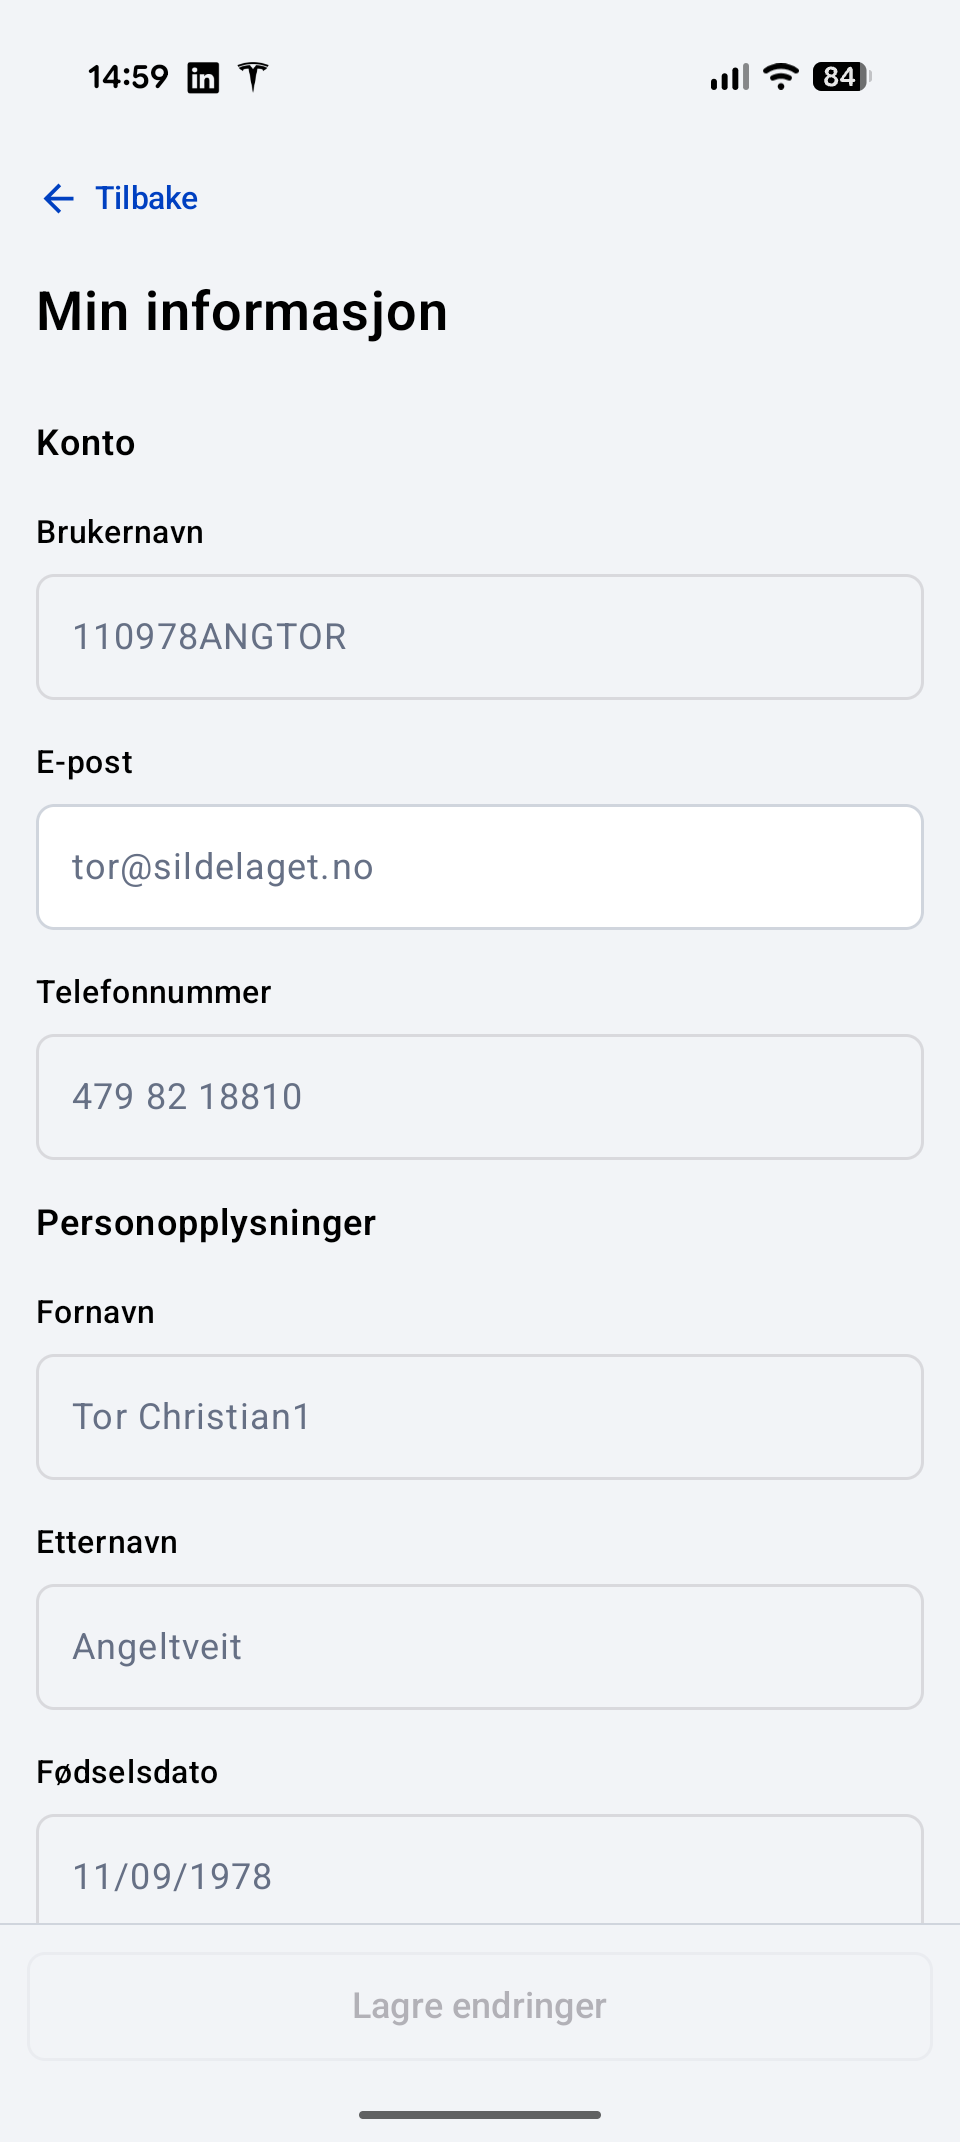 14:59
84
Tilbake
Min informasjon
Konto
Brukernavn
110978ANGTOR
E-post
tor@sildelaget.no
Telefonnummer
479 82 18810
Personopplysninger
Fornavn
Tor Christian1
Etternavn
Angeltveit
Fødselsdato
11/09/1978
Lagre endringer